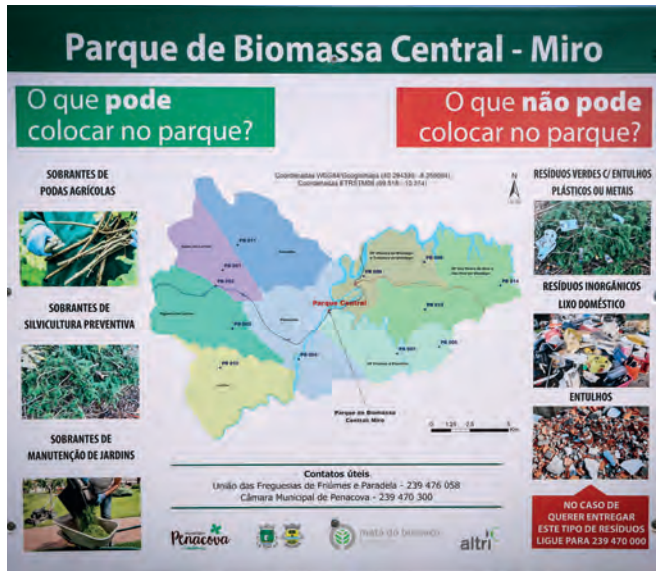 Parque de Biomassa Central - Miro
O que pode
colocar no parque?
O que não pode
colocar no parque?
SOBRANTES DE
PODAS AGRÍCOLAS
SOBRANTES DE
SILVICULTURA PREVENTIVA
SOBRANTES DE
MANUTENÇÃO DE JARDINS
N
Parque Central
Parque de Biomassa
Central: Miro
RESÍDUOS VERDES C/ ENTULHOS
PLÁSTICOS OU METAIS
RESÍDUOS INORGÂNICOS
LIXO DOMÉSTICO
ENTULHOS
NO CASO DE
QUERER ENTREGAR
ESTE TIPO DE RESÍDUOS
LIGUE PARA 239 470 000
Contatos úteis
União das Freguesias de Friúmes e Paradela - 239 476 058
Câmara Municipal de Penacova - 239 470 300
Penacova
mata do bussaco
altri